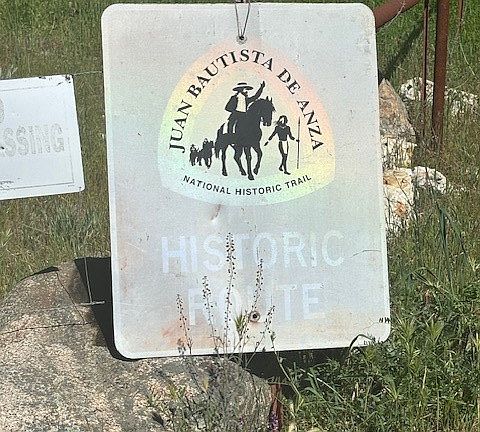 JUAN BAUTISTA DE ANZA
NATIONAL HISTORIC TRAIL
HISTORIC
ROUTE